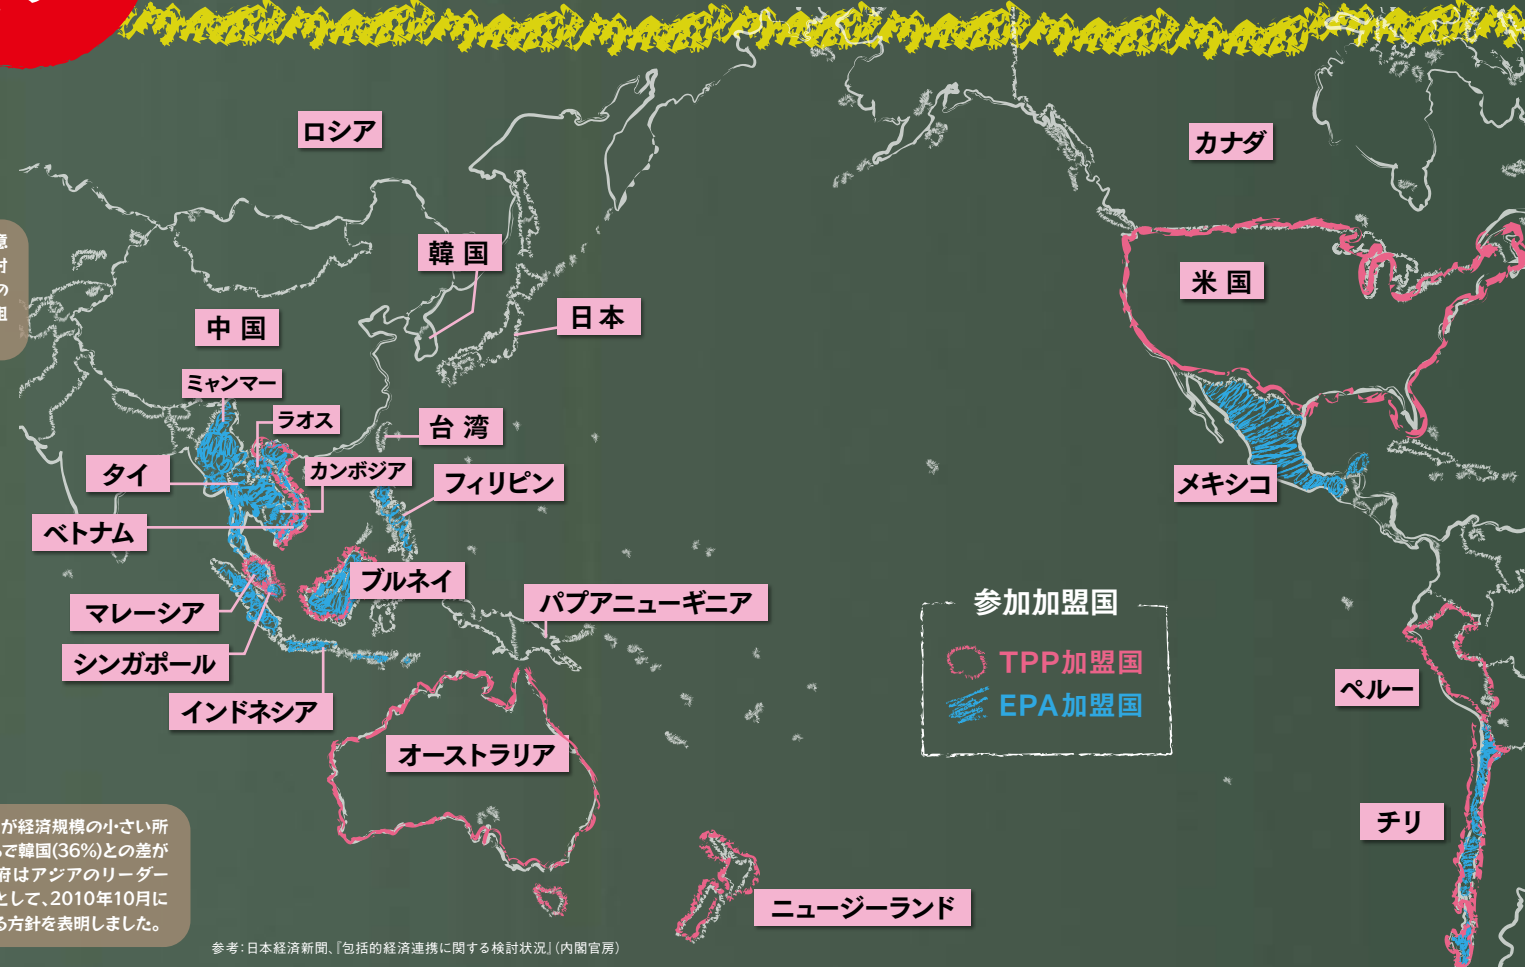 ロシア
カナダ
韓国
米国
日本
中国
ミャンマー
ラオス
台湾
タイ
カンボジア
フィリピン
メキシコ
ベトナム
ブルネイ
パプアニューギニア
マレーシア
シンガポール
インドネシア
オーストラリア
参加加盟国
TPP加盟国
EPA加盟国
ペルー
チリ
ニュージーランド
意
対
の
組
が経済規模の小さい所
で韓国(36%)との差が
府はアジアのリーダー
として、2010年10月に
る方針を表明しました。
参考:日本経済新聞、『包括的経済連携に関する検討状況』(内閣官房)